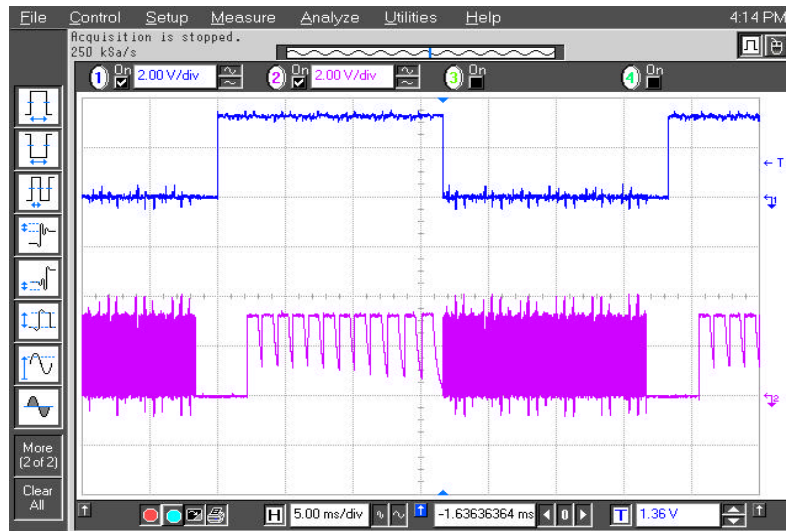 File Control Setup Measure Analyze Utilities Help 4:14 PM
Acquisition is stopped.
250 kSa/s
1 On 2.00 V/div 2 On 2.00 V/div 3 On 4 On
T
1
2
More
(2 of 2)
Clear
All
H 5.00 ms/div -1.63636364 ms 0 T 1.36 V